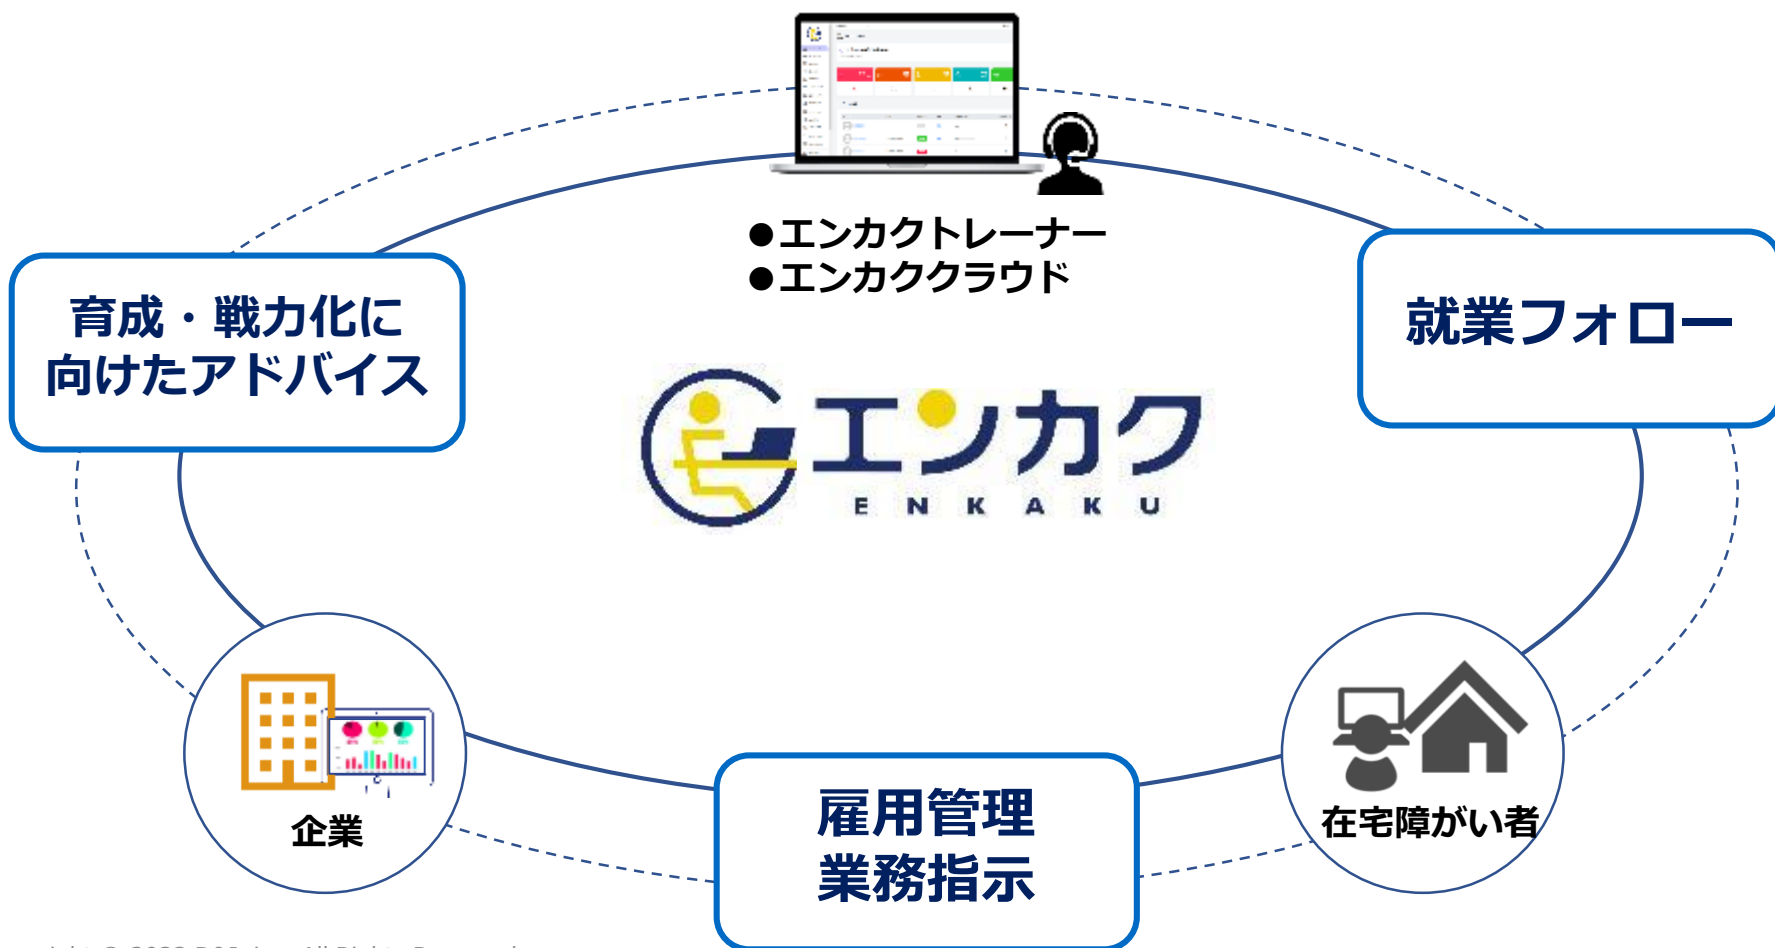 ●エンカクトレーナー
●エンカククラウド
育成・戦力化に
向けたアドバイス
就業フォロー
エンカク
ENKAKU
企業
雇用管理
業務指示
在宅障がい者